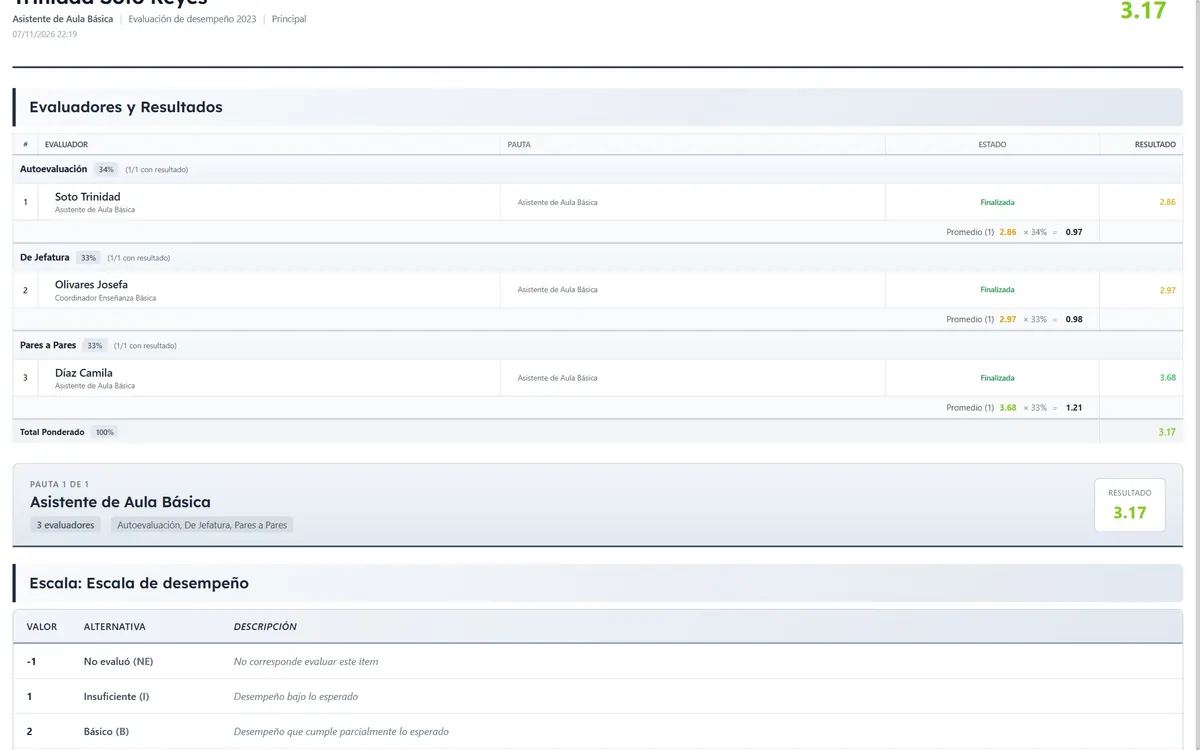 Trinidad Soto Reyes
3.17
Asistente de Aula Básica | Evaluación de desempeño 2023 | Principal
07/11/2026 22:19
Evaluadores y Resultados
# EVALUADOR PAUTA ESTADO RESULTADO
Autoevaluación 34% (1/1 con resultado)
1 Soto Trinidad Asistente de Aula Básica Finalizada 2.86
Asistente de Aula Básica
Promedio (1) 2.86 × 34% = 0.97
De Jefatura 33% (1/1 con resultado)
2 Olivares Josefa Asistente de Aula Básica Finalizada 2.97
Coordinador Enseñanza Básica
Promedio (1) 2.97 × 33% = 0.98
Pares a Pares 33% (1/1 con resultado)
3 Díaz Camila Asistente de Aula Básica Finalizada 3.68
Asistente de Aula Básica
Promedio (1) 3.68 × 33% = 1.21
Total Ponderado 100% 3.17
PAUTA 1 DE 1
Asistente de Aula Básica
3 evaluadores Autoevaluación, De Jefatura, Pares a Pares
RESULTADO
3.17
Escala: Escala de desempeño
VALOR ALTERNATIVA DESCRIPCIÓN
-1 No evaluó (NE) No corresponde evaluar este ítem
1 Insuficiente (I) Desempeño bajo lo esperado
2 Básico (B) Desempeño que cumple parcialmente lo esperado